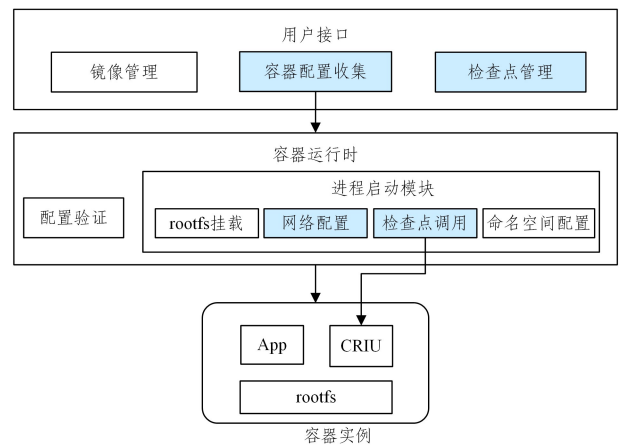 用户接口
镜像管理
容器配置收集
检查点管理
容器运行时
进程启动模块
配置验证
rootfs挂载
网络配置
检查点调用
命名空间配置
App
CRIU
rootfs
容器实例